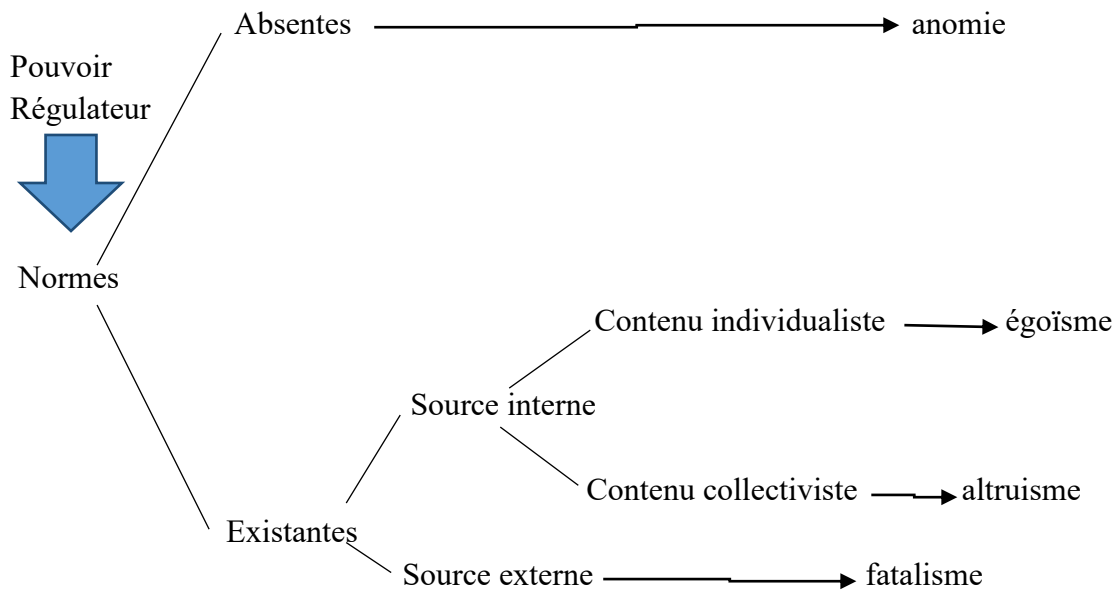 Absentes anomie
Pouvoir
Régulateur
Normes
Contenu individualiste égoïsme
Source interne
Contenu collectiviste altruisme
Existantes
Source externe fatalisme